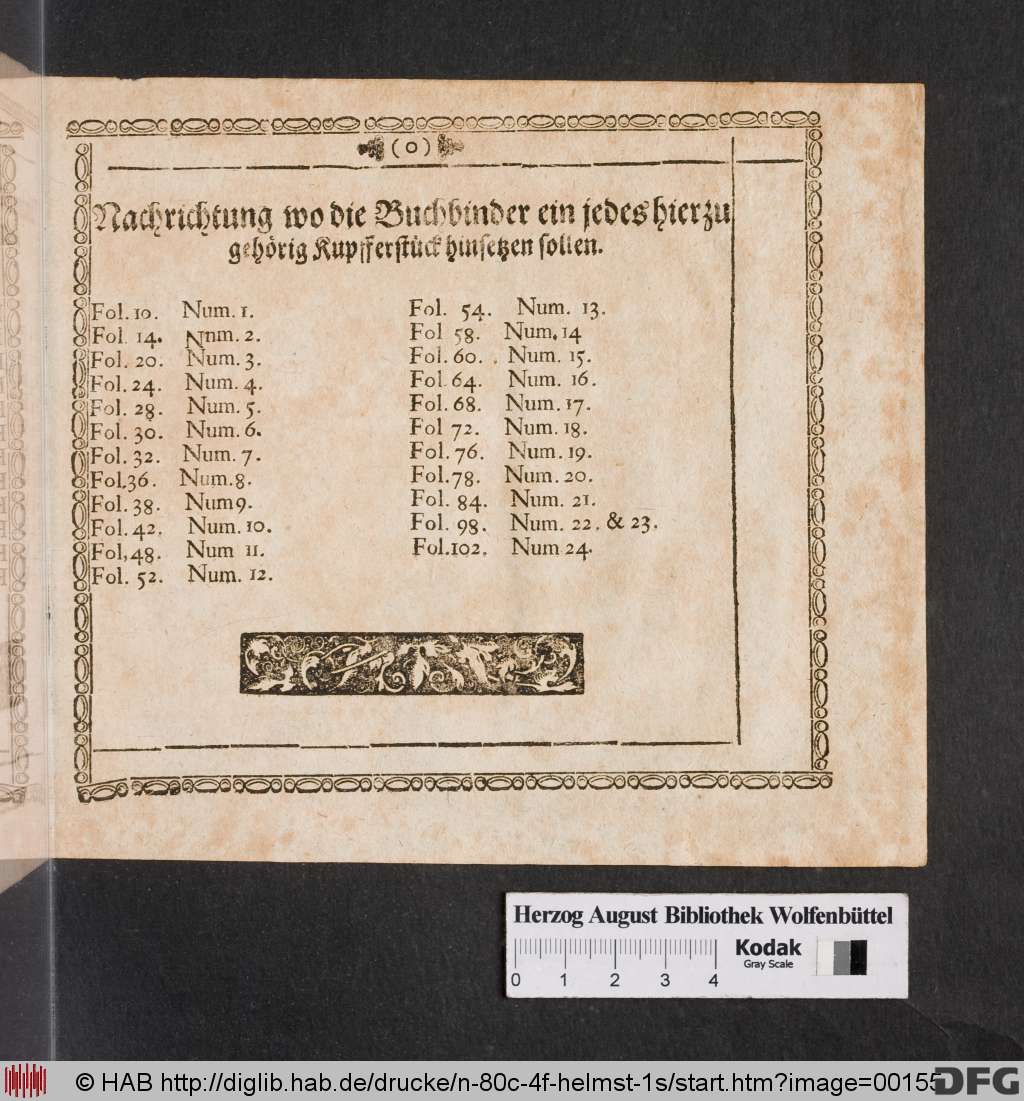 (o)
Nachrichtung wo die Buchbinder ein jedes hierzu
gehörig Kupfferstück hinsetzen sollen.
Fol. 10. Num. 1.
Fol 14. Nnm. 2.
Fol. 20. Num. 3.
Fol. 24. Num. 4.
Fol. 28. Num. 5.
Fol. 30. Num. 6.
Fol. 32. Num. 7.
Fol.36. Num.8.
Fol. 38. Num9.
Fol. 42. Num. 10.
Fol,48. Num 11.
Fol. 52. Num. 12.
Fol. 54. Num. 13.
Fol 58. Num. 14
Fol. 60. . Num. 15.
Fol 64. Num. 16.
Fol. 68. Num. 17.
Fol 72. Num. 18.
Fol. 76. Num. 19.
Fol.78. Num. 20.
Fol. 84. Num. 21.
Fol. 98. Num. 22. & 23.
Fol.102. Num 24.
Herzog August Bibliothek Wolfenbüttel
Kodak
Gray Scale
0 1 2 3 4
© HAB http://diglib.hab.de/drucke/n-80c-4f-helmst-1s/start.htm?image=00155
DFG